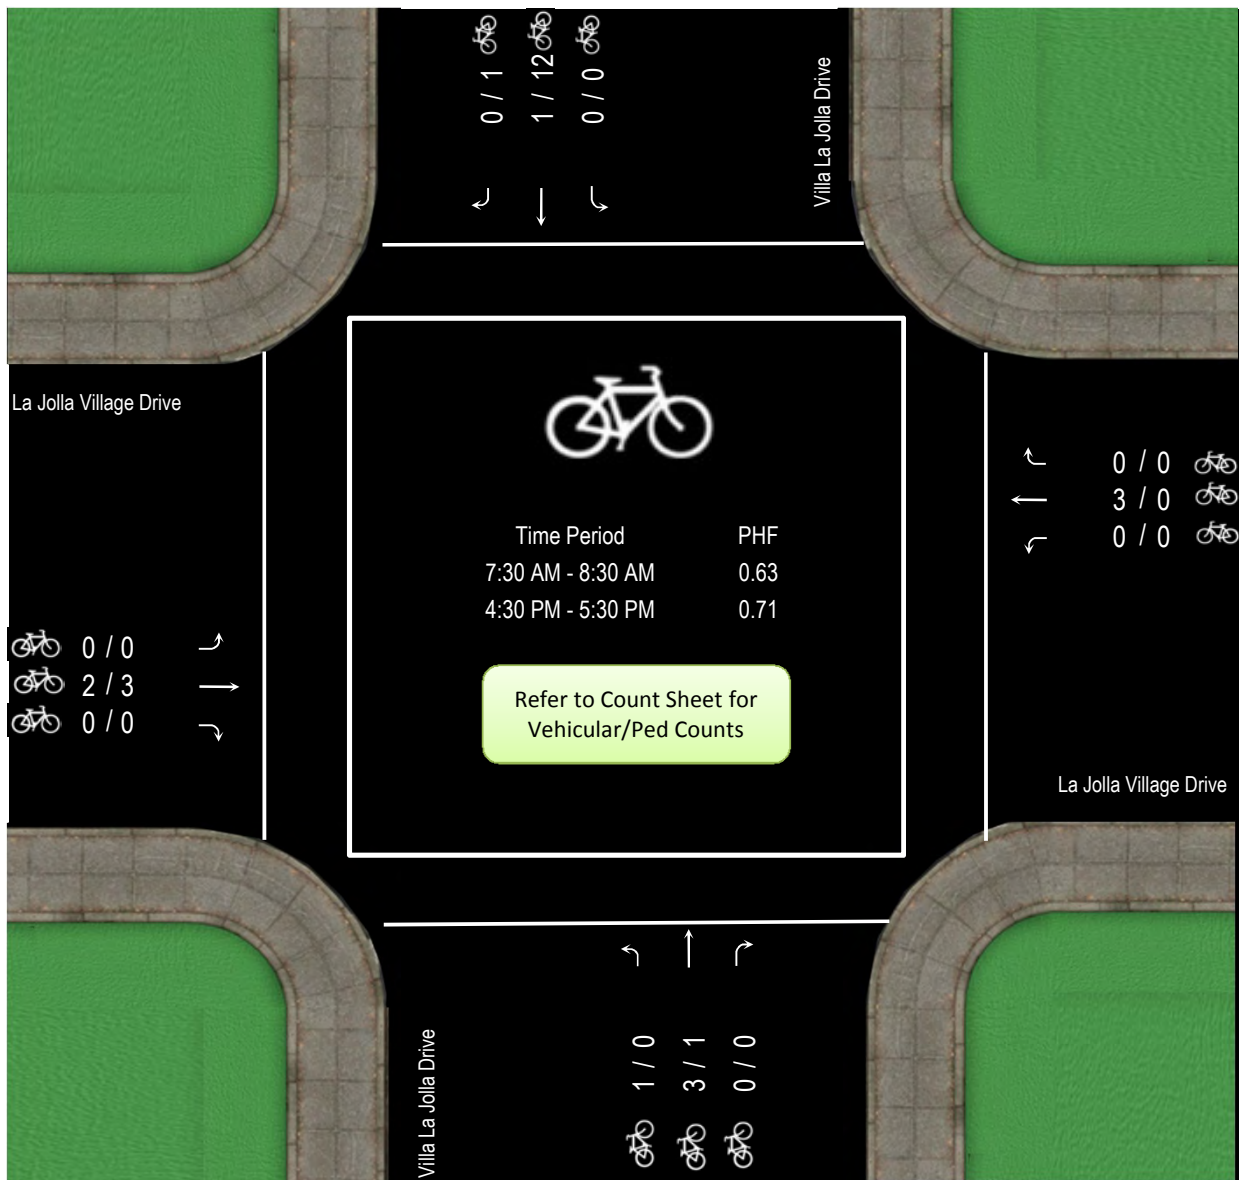 0 / 1
1 / 12
0 / 0
Villa La Jolla Drive
La Jolla Village Drive
0 / 0
3 / 0
0 / 0
Time Period PHF
7:30 AM - 8:30 AM 0.63
4:30 PM - 5:30 PM 0.71
0 / 0
2 / 3
0 / 0
Refer to Count Sheet for
Vehicular/Ped Counts
La Jolla Village Drive
Villa La Jolla Drive
1 / 0
3 / 1
0 / 0